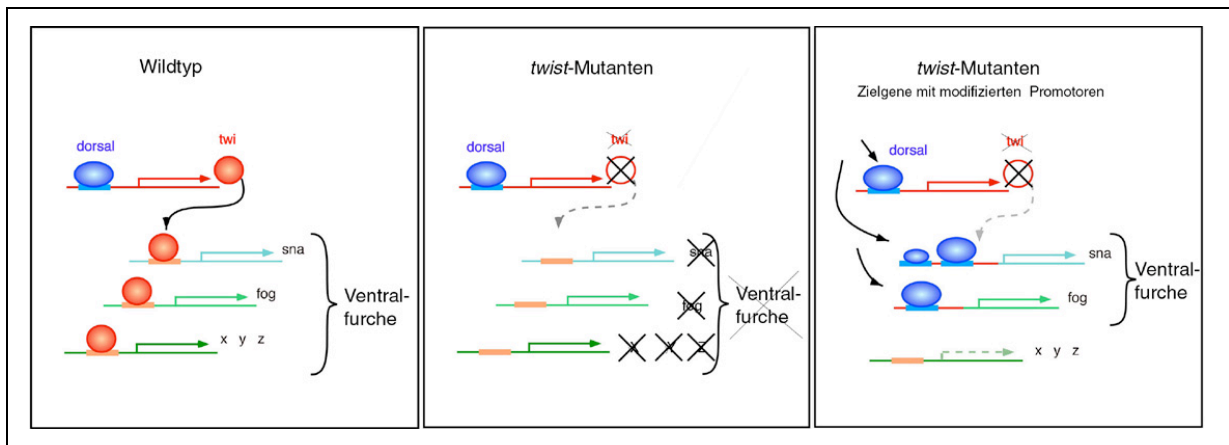 Wildtyp
dorsal
twi
sna
fog
x y z
Ventral-
furche
twist-Mutanten
dorsal
twi
sna
fog
x y z
Ventral-
furche
twist-Mutanten
Zielgene mit modifizierten Promotoren
dorsal
twi
sna
fog
x y z
Ventral-
furche